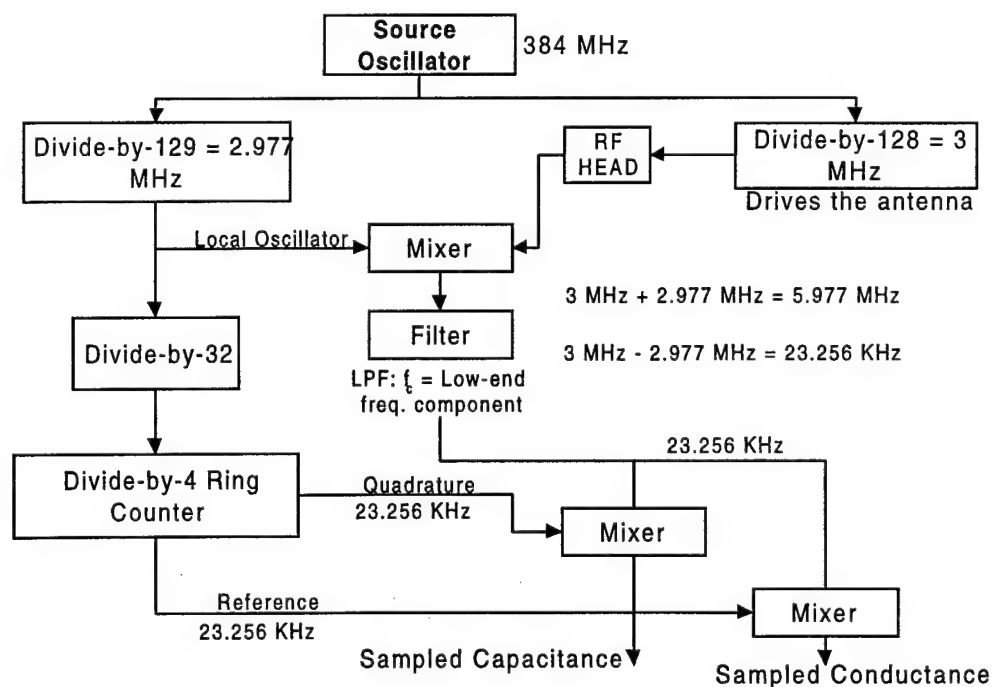 Source
Oscillator
384 MHz
Divide-by-129 = 2.977
MHz
RF
HEAD
Divide-by-128 = 3
MHz
Drives the antenna
Local Oscillator
Mixer
3 MHz + 2.977 MHz = 5.977 MHz
Filter
3 MHz - 2.977 MHz = 23.256 KHz
Divide-by-32
LPF: fc = Low-end
freq. component
23.256 KHz
Divide-by-4 Ring
Counter
Quadrature
23.256 KHz
Mixer
Reference
23.256 KHz
Mixer
Sampled Capacitance
Sampled Conductance